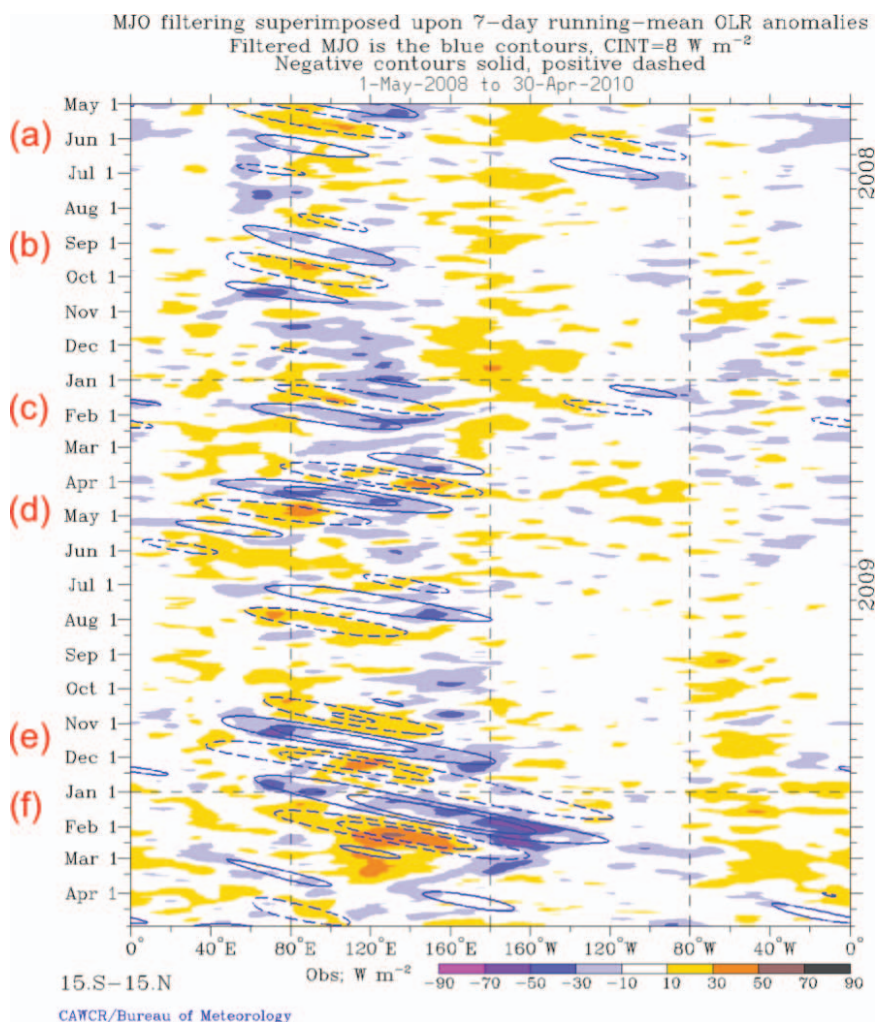 MJO filtering superimposed upon 7-day running-mean OLR anomalies
Filtered MJO is the blue contours, CINT=8 W m⁻²
Negative contours solid, positive dashed
1-May-2008 to 30-Apr-2010
May 1
(a)
Jun 1
Jul 1
2008
Aug 1
(b)
Sep 1
Oct 1
Nov 1
Dec 1
Jan 1
(c)
Feb 1
Mar 1
Apr 1
(d)
May 1
Jun 1
Jul 1
2009
Aug 1
Sep 1
Oct 1
(e)
Nov 1
Dec 1
Jan 1
(f)
Feb 1
Mar 1
Apr 1
0° 40°E 80°E 120°E 160°E 160°W 120°W 80°W 40°W 0°
15.S-15.N
Obs; W m⁻²
-90 -70 -50 -30 -10 10 30 50 70 90
CAWCR/Bureau of Meteorology